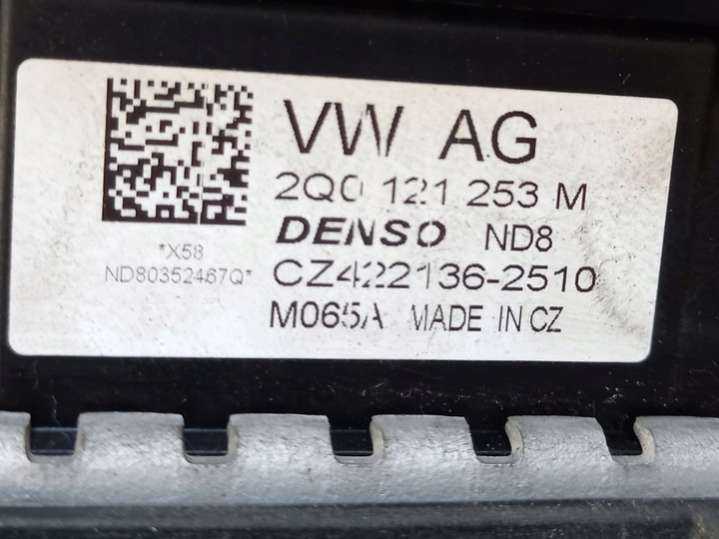 VW AG
2Q0 121 253 M
DENSO ND8
*X58
ND80352467Q*
CZ422136-2510
M065A MADE IN CZ